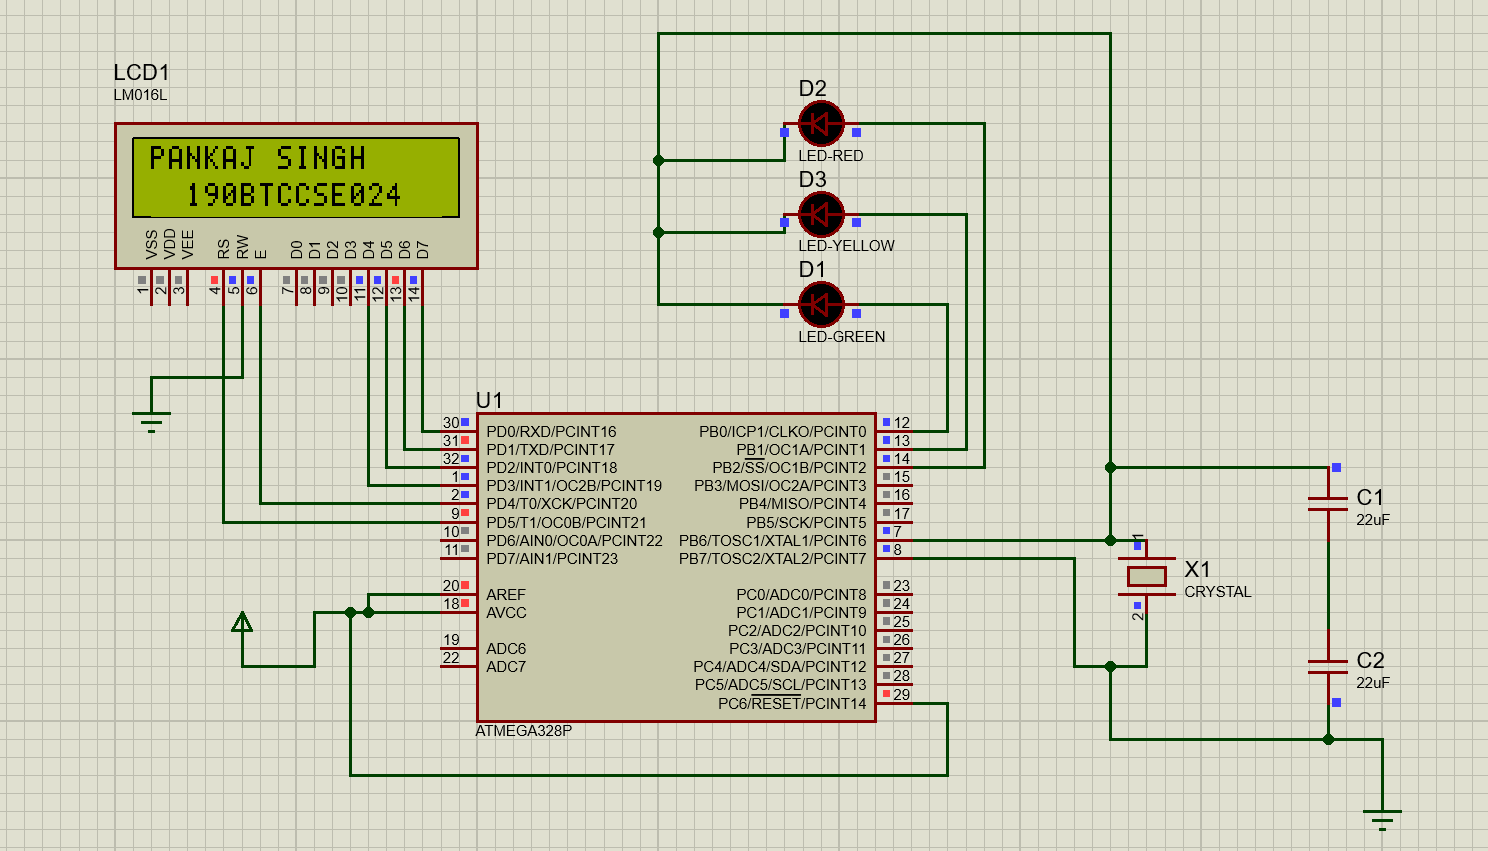 LCD1
LM016L
PANKAJ SINGH
190BTCCSE024
VSS VDD VEE RS RW E D0 D1 D2 D3 D4 D5 D6 D7
1 2 3 4 5 6 7 8 9 10 11 12 13 14
D2
LED-RED
D3
LED-YELLOW
D1
LED-GREEN
U1
30 PD0/RXD/PCINT16 PB0/ICP1/CLKO/PCINT0 12
31 PD1/TXD/PCINT17 PB1/OC1A/PCINT1 13
32 PD2/INT0/PCINT18 PB2/SS/OC1B/PCINT2 14
1 PD3/INT1/OC2B/PCINT19 PB3/MOSI/OC2A/PCINT3 15
2 PD4/T0/XCK/PCINT20 PB4/MISO/PCINT4 16
9 PD5/T1/OC0B/PCINT21 PB5/SCK/PCINT5 17
10 PD6/AIN0/OC0A/PCINT22 PB6/TOSC1/XTAL1/PCINT6 7
11 PD7/AIN1/PCINT23 PB7/TOSC2/XTAL2/PCINT7 8
20 AREF PC0/ADC0/PCINT8 23
18 AVCC PC1/ADC1/PCINT9 24
PC2/ADC2/PCINT10 25
19 ADC6 PC3/ADC3/PCINT11 26
22 ADC7 PC4/ADC4/SDA/PCINT12 27
PC5/ADC5/SCL/PCINT13 28
PC6/RESET/PCINT14 29
ATMEGA328P
1
X1
CRYSTAL
2
C1
22uF
C2
22uF